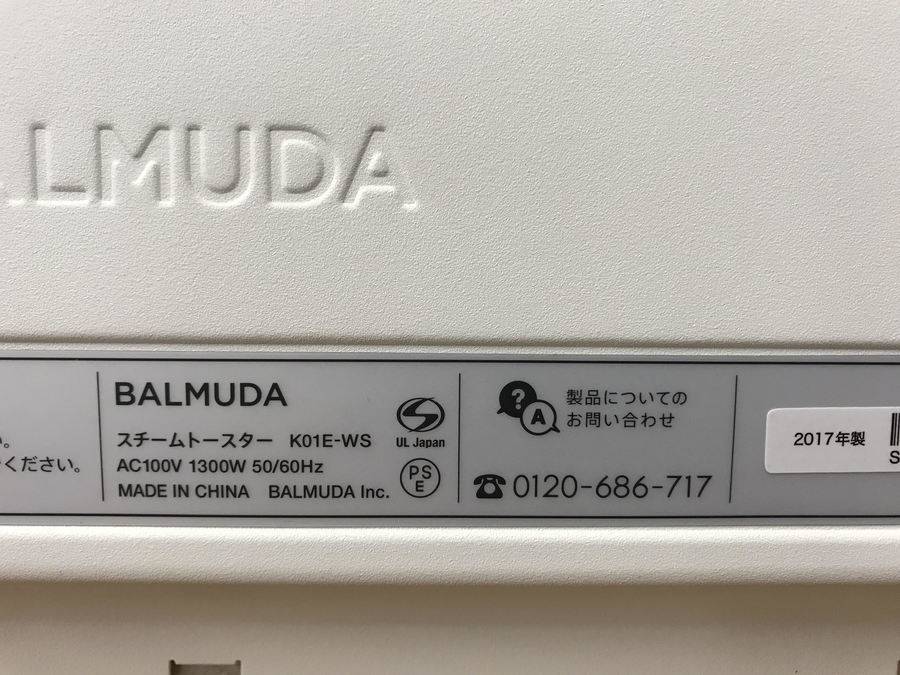 ALMUDA
い。
ください。
BALMUDA
スチームトースター K01E-WS
AC100V 1300W 50/60Hz
MADE IN CHINA BALMUDA Inc.
S
UL Japan
PS
E
?
A
製品についての
お問い合わせ
☎0120-686-717
2017年製
S